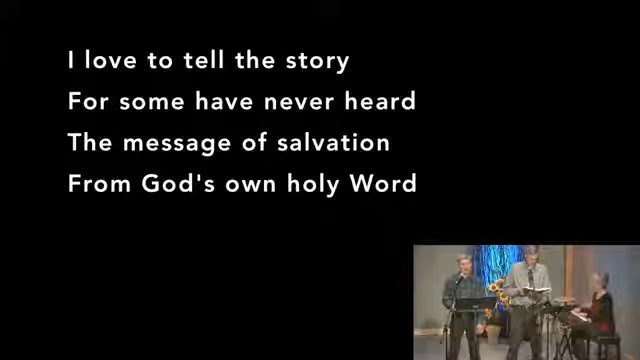 I love to tell the story
For some have never heard
The message of salvation
From God's own holy Word